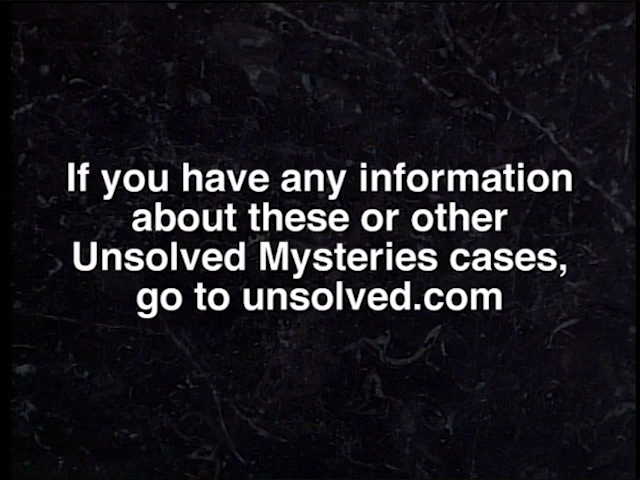 If you have any information
about these or other
Unsolved Mysteries cases,
go to unsolved.com